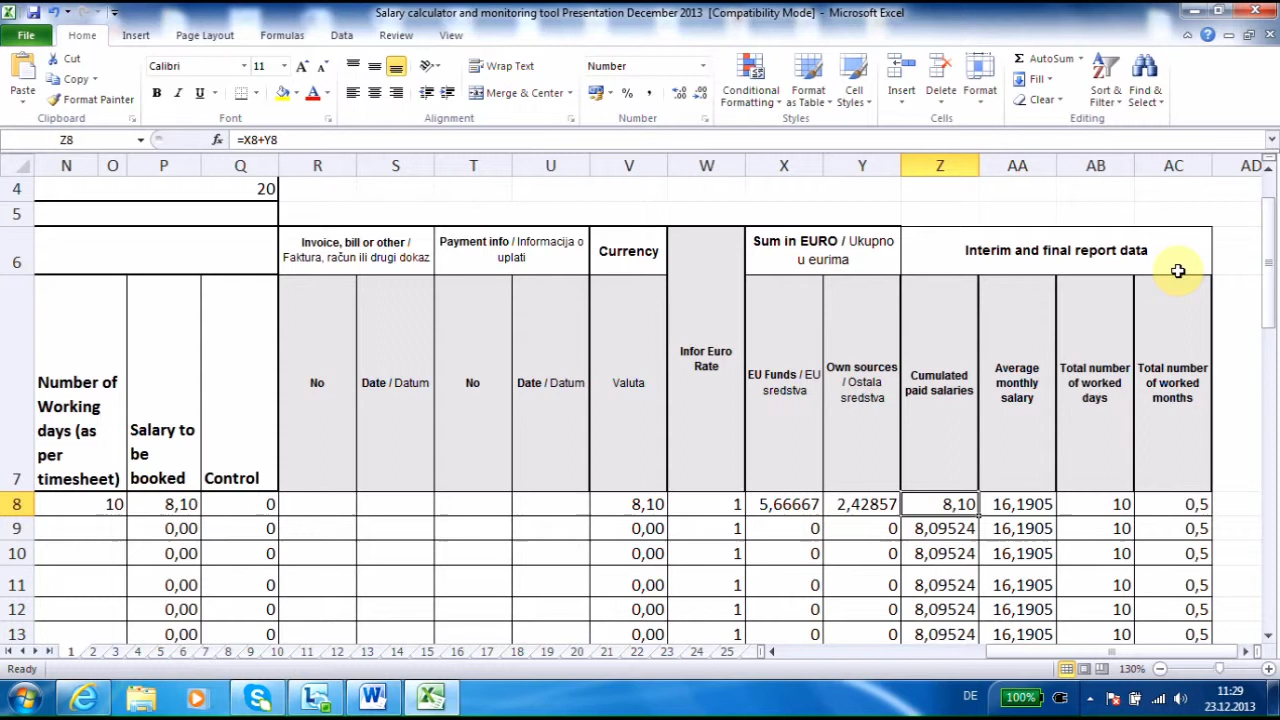 Salary calculator and monitoring tool Presentation December 2013 [Compatibility Mode] - Microsoft Excel
File Home Insert Page Layout Formulas Data Review View
Paste
Cut
Copy
Format Painter
Clipboard
Calibri 11
B I U
Font
Wrap Text
Merge & Center
Alignment
Number
% ,
Number
Conditional Formatting
Format as Table
Cell Styles
Styles
Insert Delete Format
Cells
Σ AutoSum
Fill
Clear
Sort & Filter
Find & Select
Editing
Z8 fx =X8+Y8
N O P Q R S T U V W X Y Z AA AB AC AD
4 20
5
6
Invoice, bill or other /
Faktura, račun ili drugi dokaz
Payment info / Informacija o
uplati
Currency
Sum in EURO / Ukupno
u eurima
Interim and final report data
7
Number of
Working
days (as
per
timesheet)
Salary to
be
booked
Control
No
Date / Datum
No
Date / Datum
Valuta
Infor Euro
Rate
EU Funds / EU
sredstva
Own sources
/ Ostala
sredstva
Cumulated
paid salaries
Average
monthly
salary
Total number
of worked
days
Total number
of worked
months
8 10 8,10 0 8,10 1 5,66667 2,42857 8,10 16,1905 10 0,5
9 0,00 0 0,00 1 0 0 8,09524 16,1905 10 0,5
10 0,00 0 0,00 1 0 0 8,09524 16,1905 10 0,5
11 0,00 0 0,00 1 0 0 8,09524 16,1905 10 0,5
12 0,00 0 0,00 1 0 0 8,09524 16,1905 10 0,5
13 0,00 0 0,00 1 0 0 8,09524 16,1905 10 0,5
1 2 3 4 5 6 7 8 9 10 11 12 13 14 15 16 17 18 19 20 21 22 23 24 25
Ready 130%
DE 100% 11:29
23.12.2013